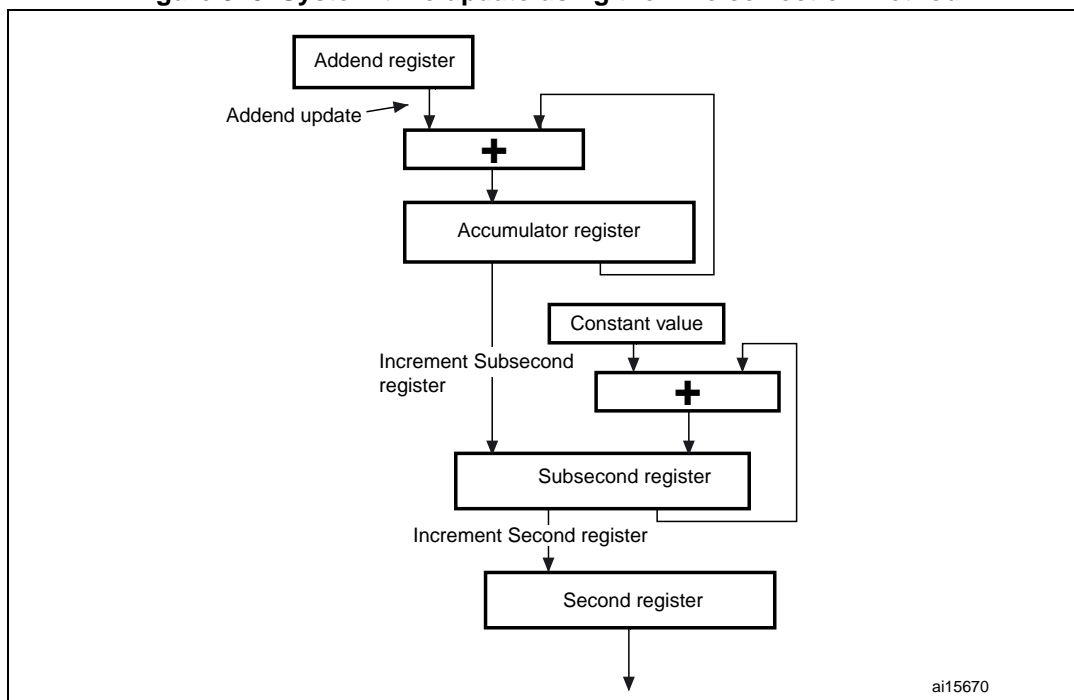 Addend register
Addend update
+
Accumulator register
Constant value
Increment Subsecond
register
+
Subsecond register
Increment Second register
Second register
ai15670